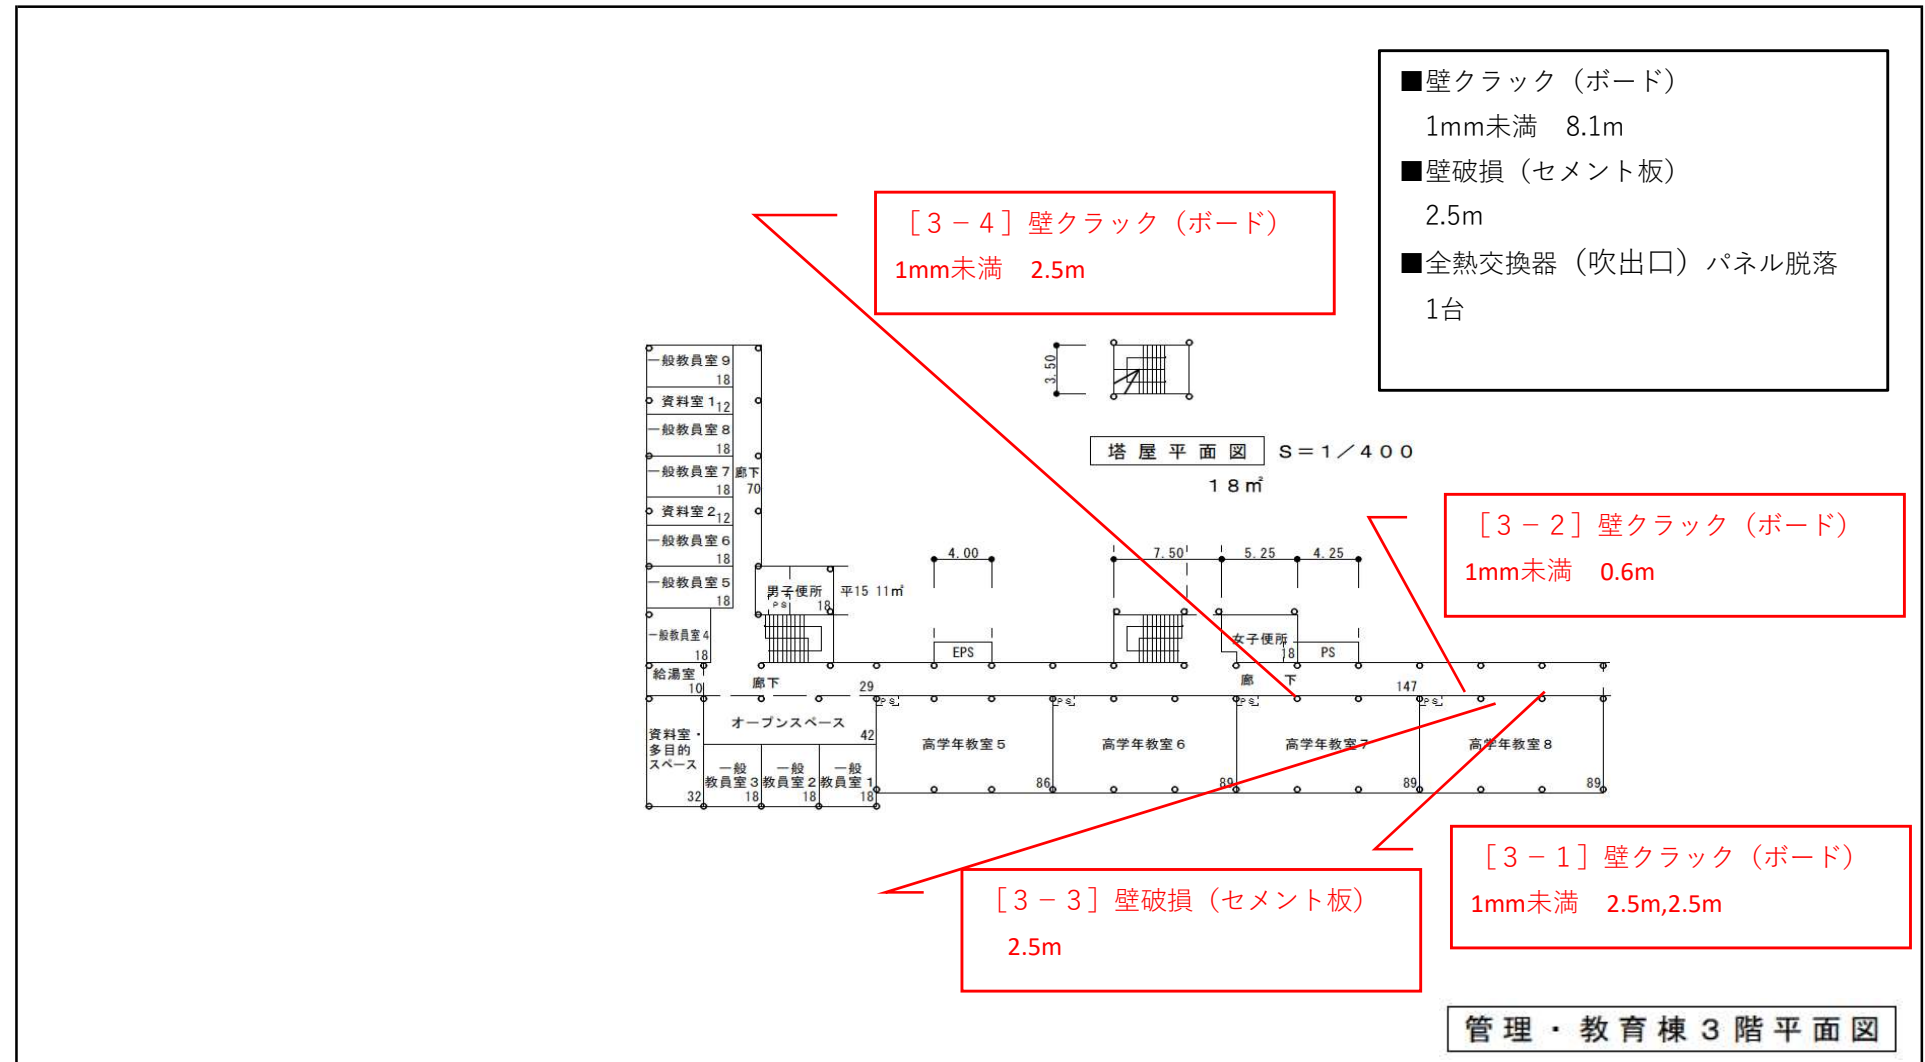 ■壁クラック（ボード）
1mm未満　8.1m
■壁破損（セメント板）
2.5m
■全熱交換器（吹出口）パネル脱落
1台
［３－４］壁クラック（ボード）
1mm未満　2.5m
3.50
塔屋平面図　Ｓ＝１／４００
１８㎡
［３－２］壁クラック（ボード）
1mm未満　0.6m
一般教員室９
18
資料室１
12
一般教員室８
18
一般教員室７
18
廊下
70
資料室２
12
一般教員室６
18
一般教員室５
18
一般教員室４
18
給湯室
10
男子便所
PS
18
平15 11㎡
4.00
7.50
5.25
4.25
EPS
女子便所
18
PS
廊下
29
廊　下
147
PS
PS
PS
PS
オープンスペース
42
資料室・
多目的
スペース
32
一般
教員室３
18
一般
教員室２
18
一般
教員室１
18
高学年教室５
86
高学年教室６
89
高学年教室７
89
高学年教室８
89
［３－１］壁クラック（ボード）
1mm未満　2.5m,2.5m
［３－３］壁破損（セメント板）
2.5m
管理・教育棟３階平面図